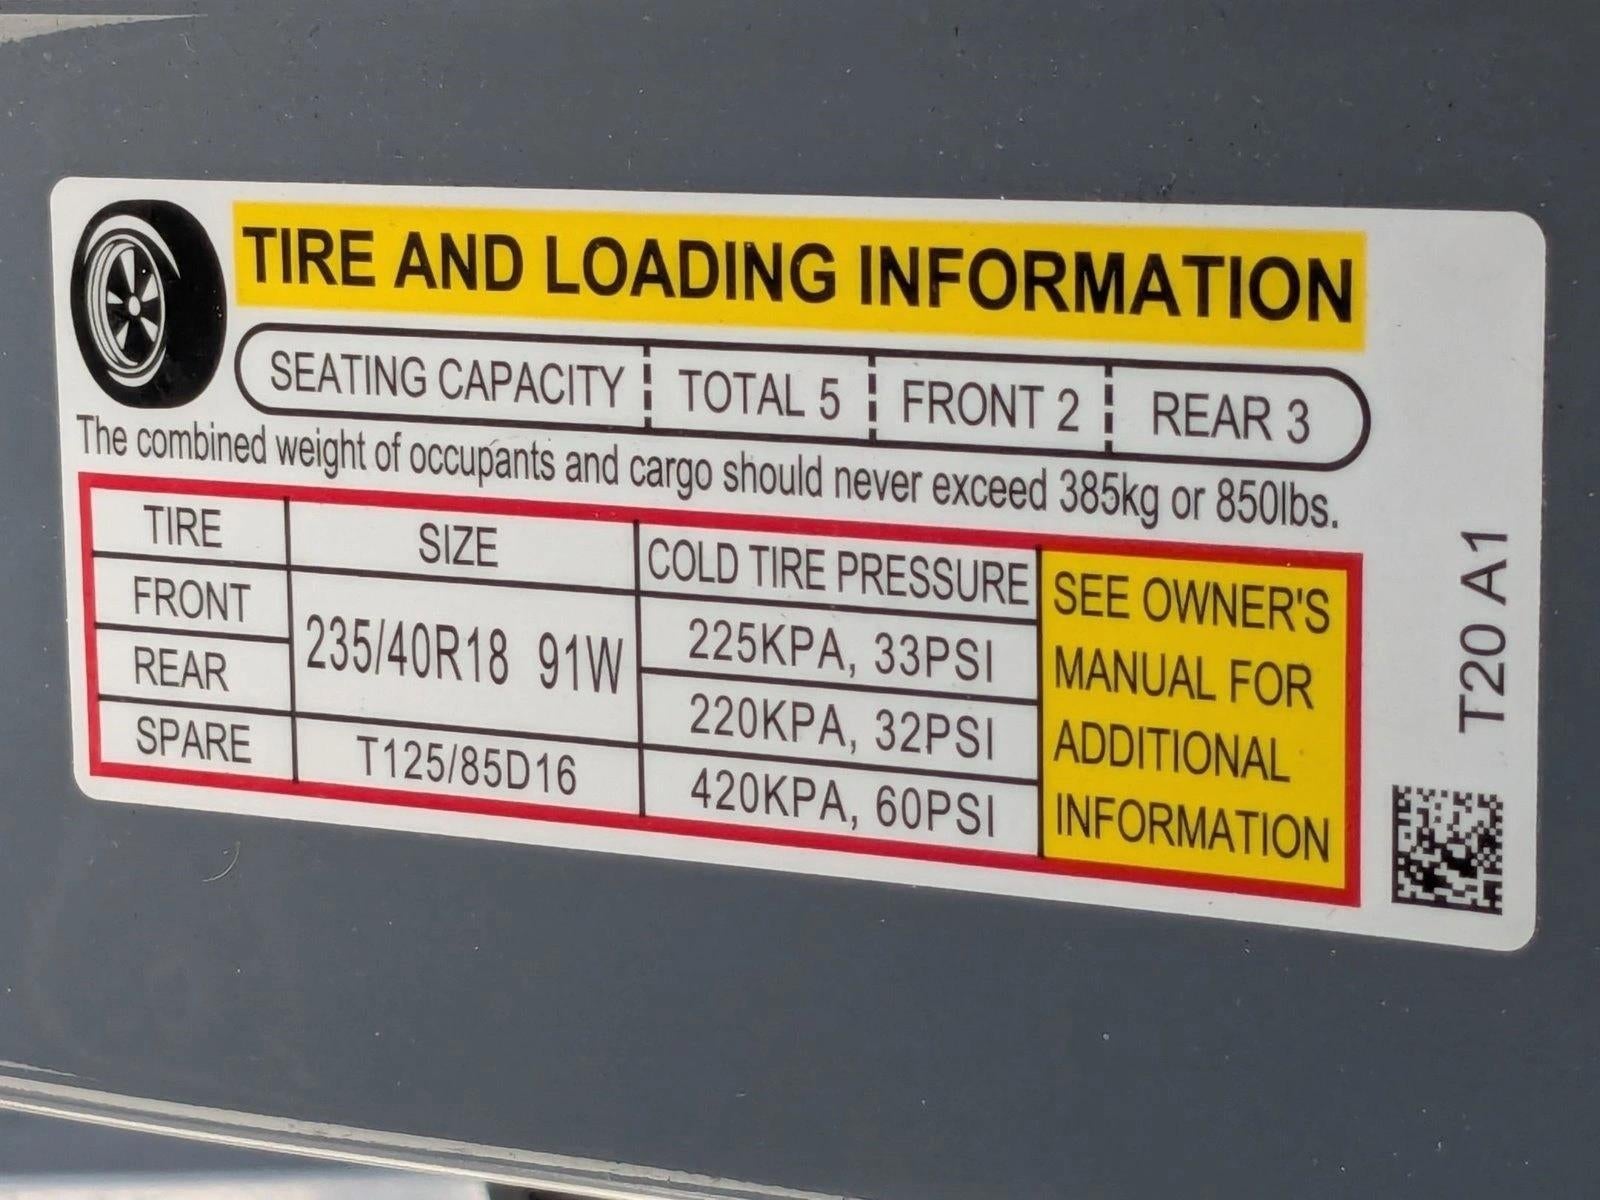 TIRE AND LOADING INFORMATION
SEATING CAPACITY TOTAL 5 FRONT 2 REAR 3
The combined weight of occupants and cargo should never exceed 385kg or 850lbs.
TIRE SIZE COLD TIRE PRESSURE
FRONT 235/40R18 91W 225KPA, 33PSI
REAR 220KPA, 32PSI
SPARE T125/85D16 420KPA, 60PSI
SEE OWNER'S
MANUAL FOR
ADDITIONAL
INFORMATION
T20 A1